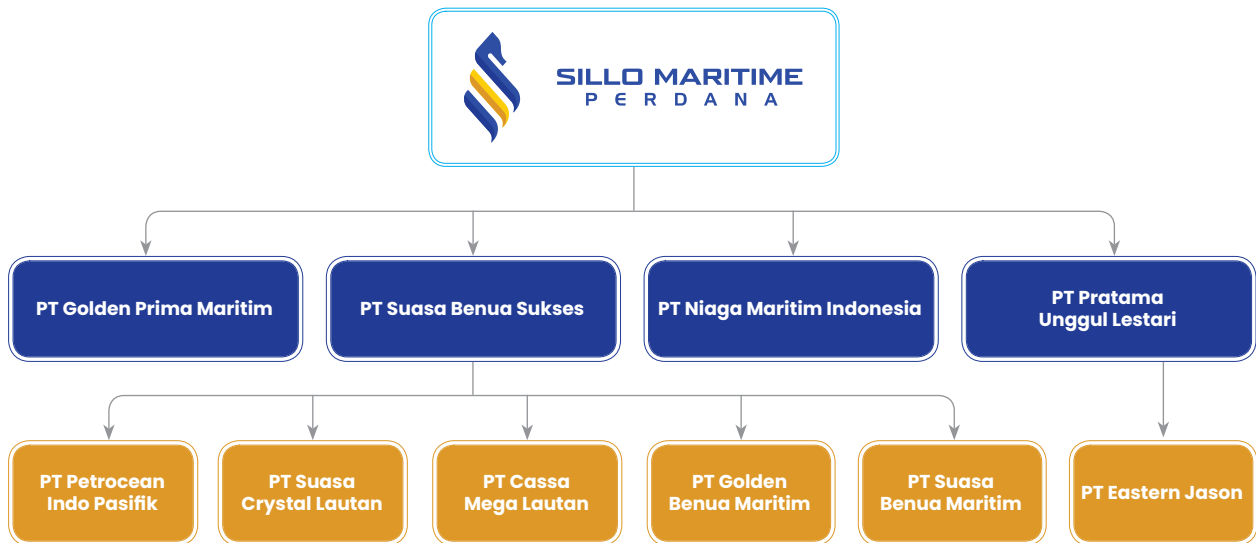 SILLO MARITIME
PERDANA
PT Golden Prima Maritim
PT Suasa Benua Sukses
PT Niaga Maritim Indonesia
PT Pratama
Unggul Lestari
PT Petrocean
Indo Pasifik
PT Suasa
Crystal Lautan
PT Cassa
Mega Lautan
PT Golden
Benua Maritim
PT Suasa
Benua Maritim
PT Eastern Jason